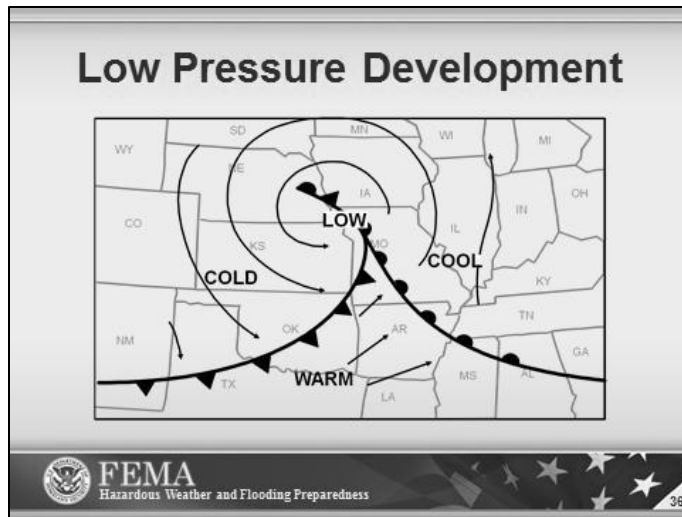 Low Pressure Development
SD
MN
WI
MI
WY
NE
IA
OH
LOW
IL
IN
CO
KS
MO
COLD
COOL
KY
OK
TN
NM
AR
GA
WARM
TX
MS
AL
LA
FEMA
Hazardous Weather and Flooding Preparedness
36